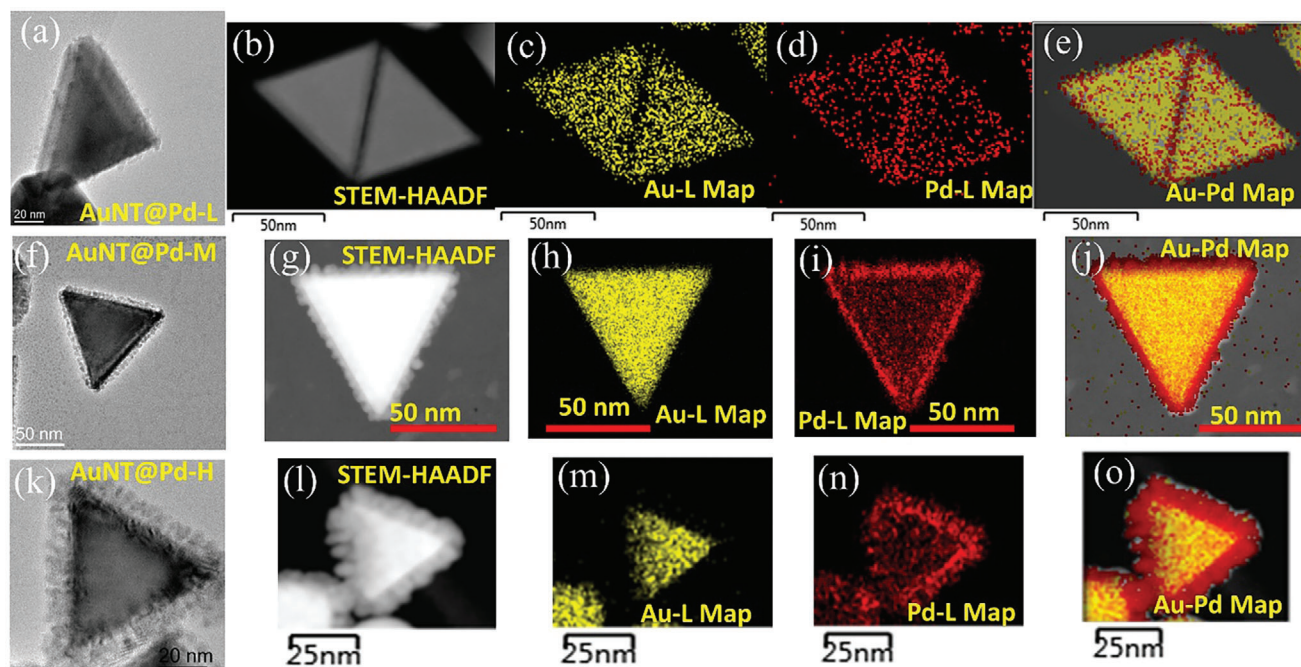 (a)
AuNT@Pd-L
20 nm
(b)
STEM-HAADF
50nm
(c)
Au-L Map
50nm
(d)
Pd-L Map
50nm
(e)
Au-Pd Map
50nm
(f)
AuNT@Pd-M
50 nm
(g)
STEM-HAADF
50 nm
(h)
50 nm
Au-L Map
(i)
Pd-L Map
50 nm
(j)
Au-Pd Map
50 nm
(k)
AuNT@Pd-H
20 nm
(l)
STEM-HAADF
25nm
(m)
Au-L Map
25nm
(n)
Pd-L Map
25nm
(o)
Au-Pd Map
25nm